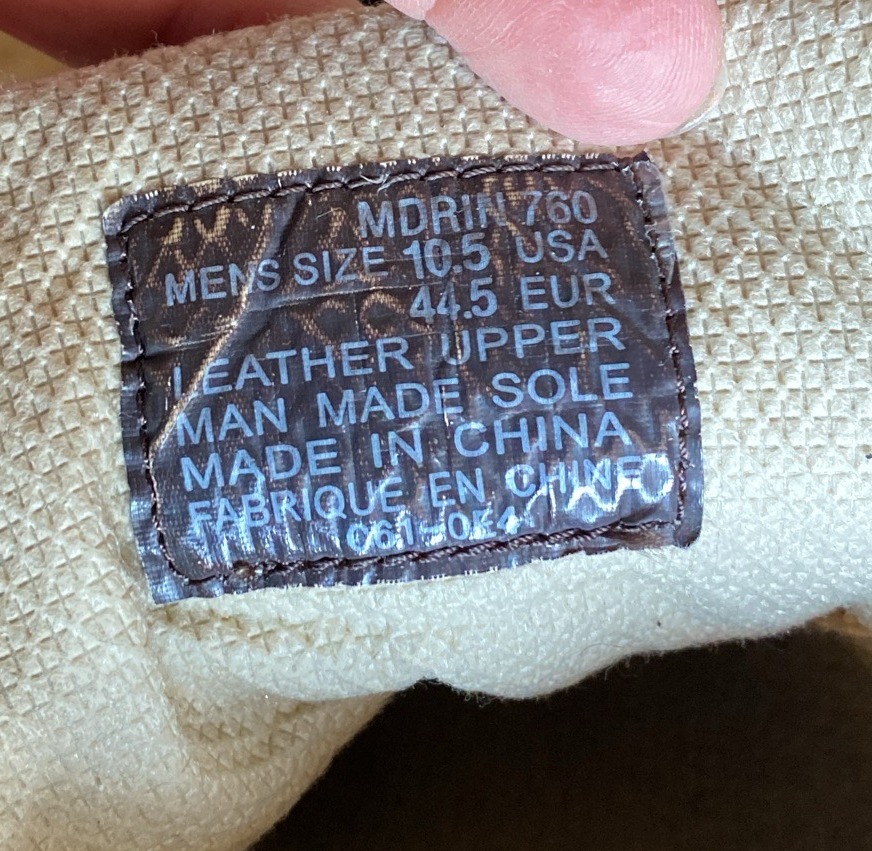 MDRIN 760
MENS SIZE 10.5 USA
44.5 EUR
LEATHER UPPER
MAN MADE SOLE
MADE IN CHINA
FABRIQUE EN CHINE